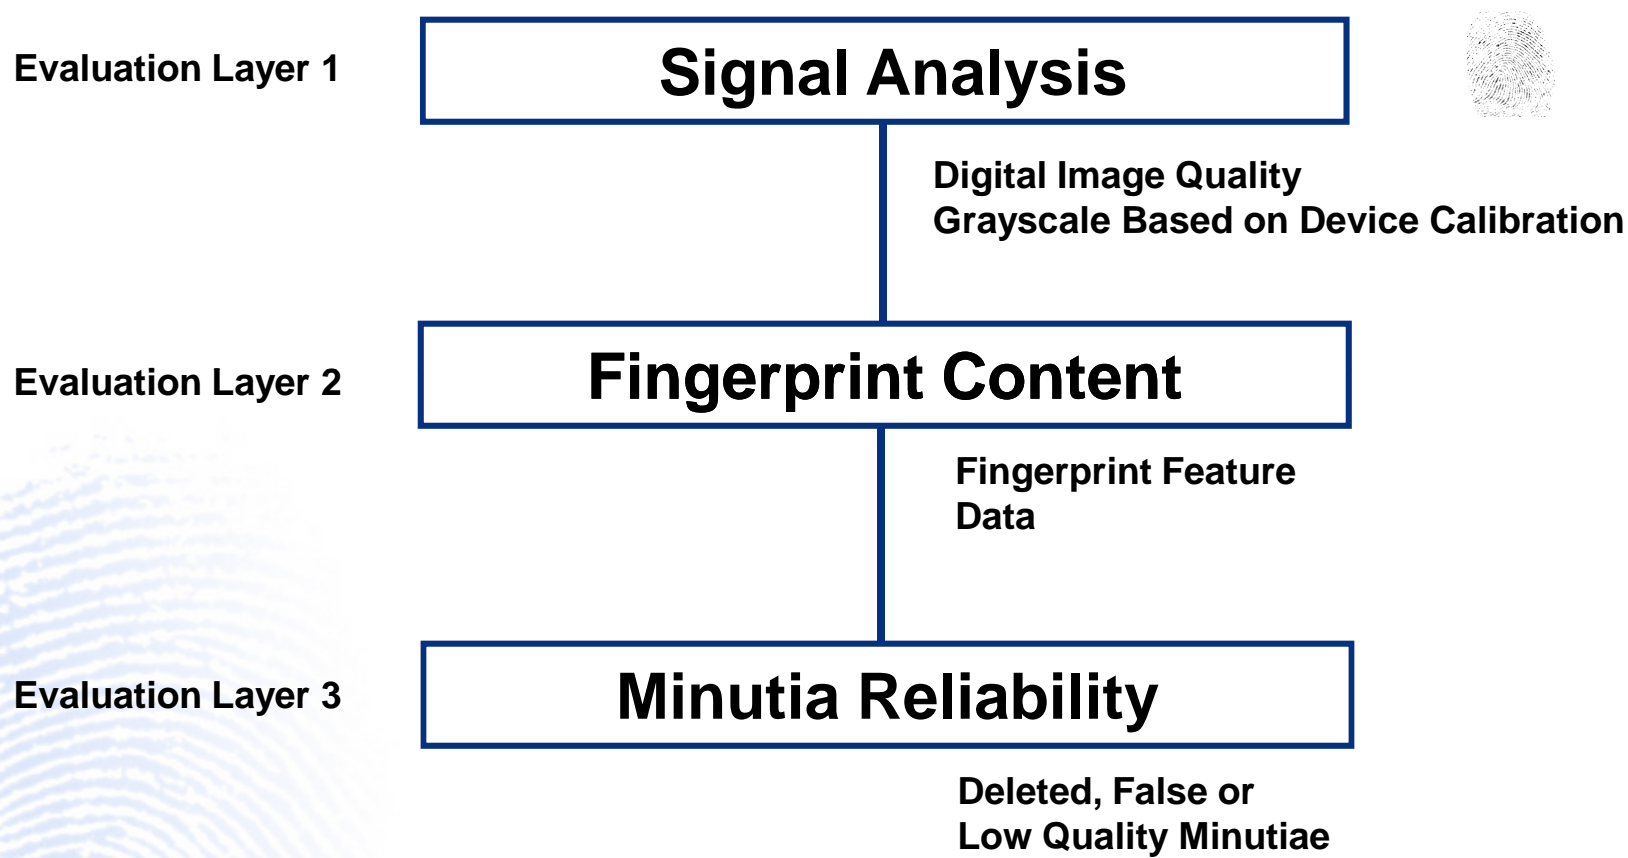 Evaluation Layer 1
Signal Analysis
Digital Image Quality
Grayscale Based on Device Calibration
Evaluation Layer 2
Fingerprint Content
Fingerprint Feature
Data
Evaluation Layer 3
Minutia Reliability
Deleted, False or
Low Quality Minutiae